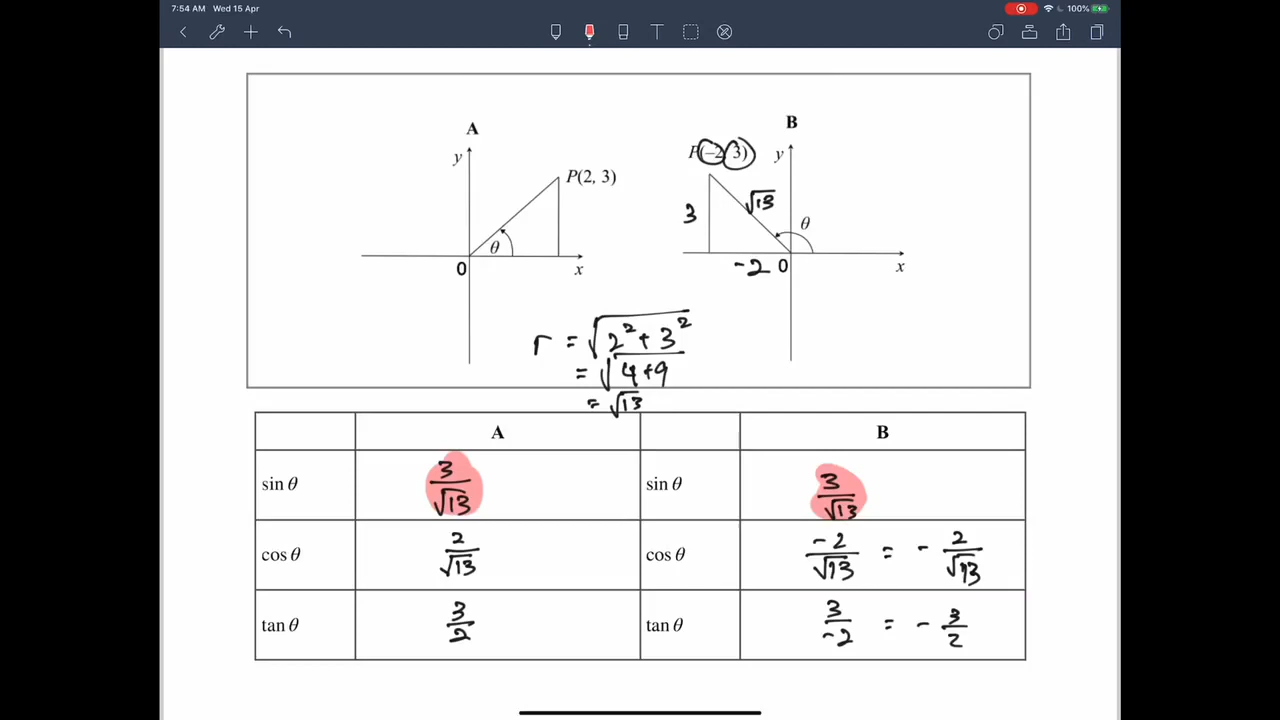 7:54 AM Wed 15 Apr
100%
A
B
y
P(2, 3)
P(-2, 3)
y
3
√13
θ
θ
0
x
-2
0
x
r = √2² + 3²
= √4+9
= √13
A
B
sin θ
3/√13
sin θ
3/√13
cos θ
2/√13
cos θ
-2/√13 = - 2/√13
tan θ
3/2
tan θ
3/-2 = - 3/2